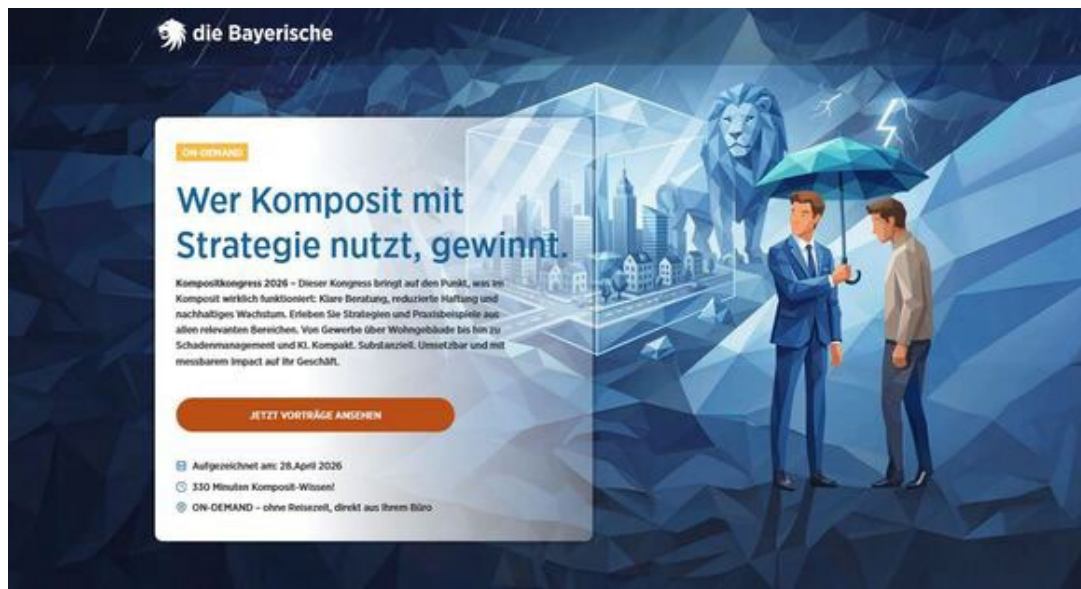 die Bayerische
ON-DEMAND
Wer Komposit mit
Strategie nutzt, gewinnt.
Kompositkongress 2026 – Dieser Kongress bringt auf den Punkt, was im
Komposit wirklich funktioniert: Klare Beratung, reduzierte Haftung und
nachhaltiges Wachstum. Erleben Sie Strategien und Praxisbeispiele aus
allen relevanten Bereichen. Von Gewerbe über Wohngebäude bis hin zu
Schadenmanagement und KI. Kompakt. Substanziell. Umsetzbar und mit
messbarem Impact auf Ihr Geschäft.
JETZT VORTRÄGE ANSEHEN
Aufgezeichnet am: 28.April 2026
330 Minuten Komposit-Wissen!
ON-DEMAND – ohne Reisezeit, direkt aus Ihrem Büro